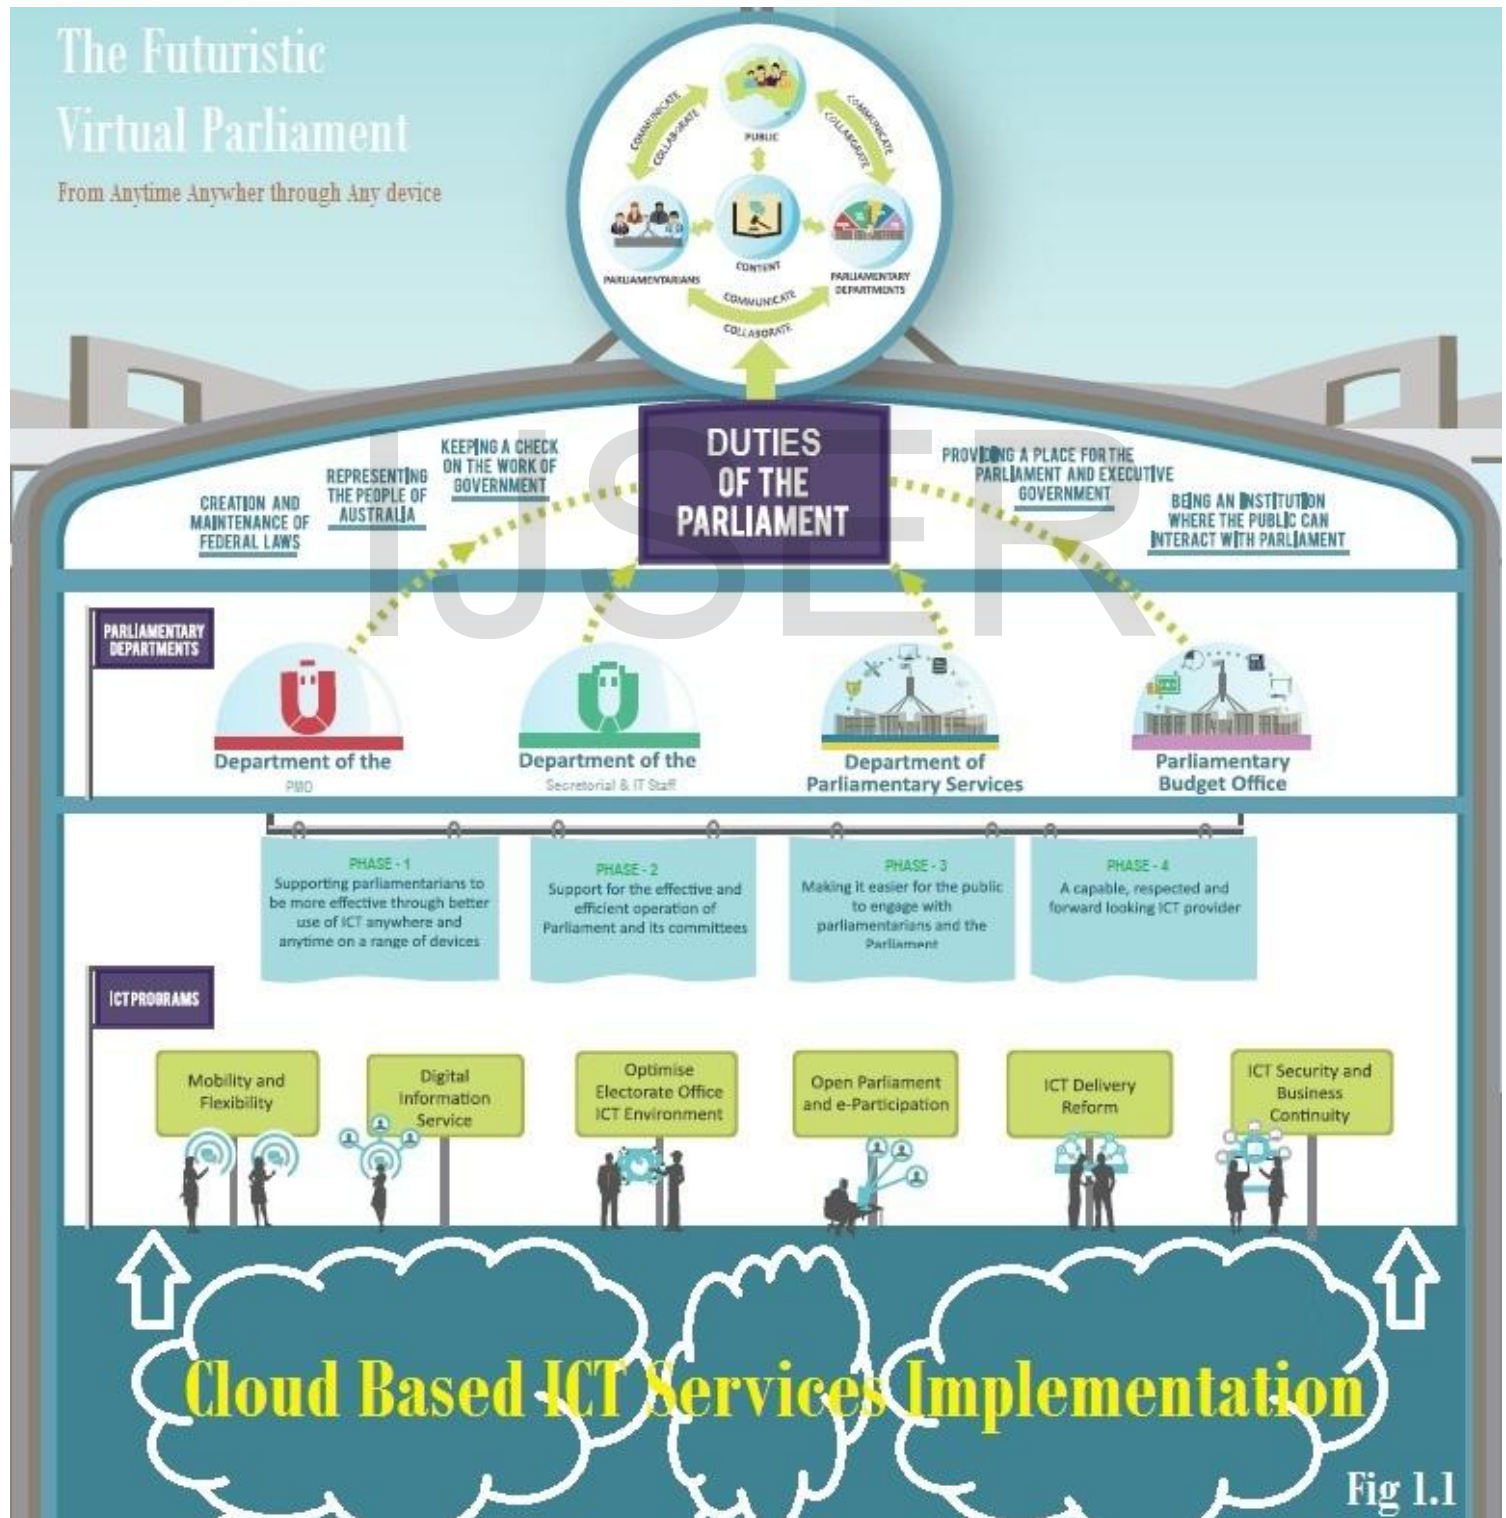 The Futuristic
Virtual Parliament
From Anytime Anywher through Any device
PUBLIC
COMMUNICATE
COLLABORATE
COMMUNICATE
COLLABORATE
PARLIAMENTARIANS
CONTENT
PARLIAMENTARY
DEPARTMENTS
COMMUNICATE
COLLABORATE
DUTIES
OF THE
PARLIAMENT
CREATION AND
MAINTENANCE OF
FEDERAL LAWS
REPRESENTING
THE PEOPLE OF
AUSTRALIA
KEEPING A CHECK
ON THE WORK OF
GOVERNMENT
PROVIDING A PLACE FOR THE
PARLIAMENT AND EXECUTIVE
GOVERNMENT
BEING AN INSTITUTION
WHERE THE PUBLIC CAN
INTERACT WITH PARLIAMENT
IJSER
PARLIAMENTARY
DEPARTMENTS
Department of the
PMO
Department of the
Secretorial & IT Staff
Department of
Parliamentary Services
Parliamentary
Budget Office
PHASE - 1
Supporting parliamentarians to
be more effective through better
use of ICT anywhere and
anytime on a range of devices
PHASE - 2
Support for the effective and
efficient operation of
Parliament and its committees
PHASE - 3
Making it easier for the public
to engage with
parliamentarians and the
Parliament
PHASE - 4
A capable, respected and
forward looking ICT provider
ICT PROGRAMS
Mobility and
Flexibility
Digital
Information
Service
Optimise
Electorate Office
ICT Environment
Open Parliament
and e-Participation
ICT Delivery
Reform
ICT Security and
Business
Continuity
Cloud Based ICT Services Implementation
Fig 1.1